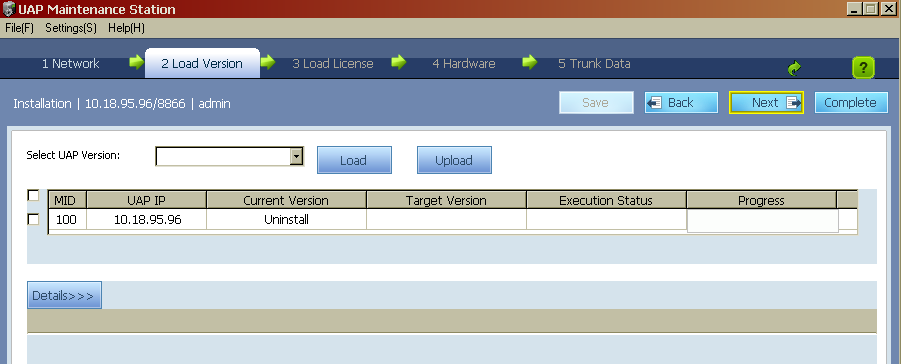 UAP Maintenance Station
File(F) Settings(S) Help(H)
1 Network 2 Load Version 3 Load License 4 Hardware 5 Trunk Data ?
Installation | 10.18.95.96/8866 | admin Save Back Next Complete
Select UAP Version: Load Upload
MID UAP IP Current Version Target Version Execution Status Progress
100 10.18.95.96 Uninstall
Details>>>